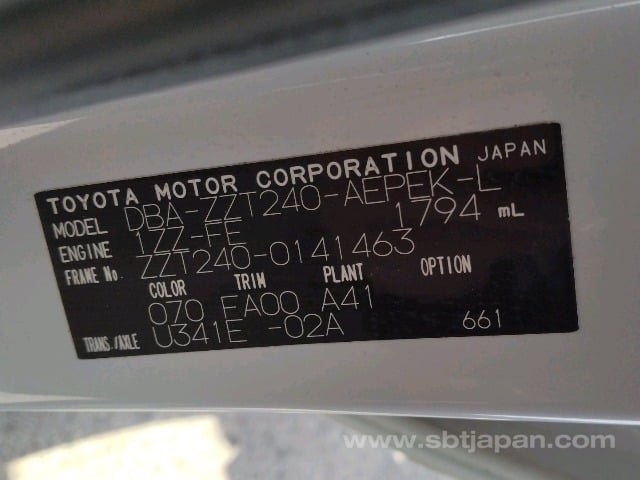 TOYOTA MOTOR CORPORATION JAPAN
MODEL DBA-ZZT240-AEPEK-L
ENGINE 1ZZ-FE 1794 mL
FRAME No. ZZT240-0141463
COLOR TRIM PLANT OPTION
070 EA00 A41
TRANS./AXLE U341E -02A 661
www.sbtjapan.com